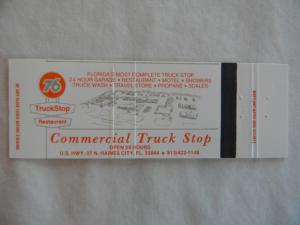 FLORIDA'S MOST COMPLETE TRUCK STOP
24 HOUR GARAGE • RESTAURANT • MOTEL • SHOWERS
TRUCK WASH • TRAVEL STORE • PROPANE • SCALES
76
TruckStop
Restaurant
Commercial Truck Stop
OPEN 24 HOURS
U.S. HWY. 27 N, HAINES CITY, FL. 33844 • 813/422-1148